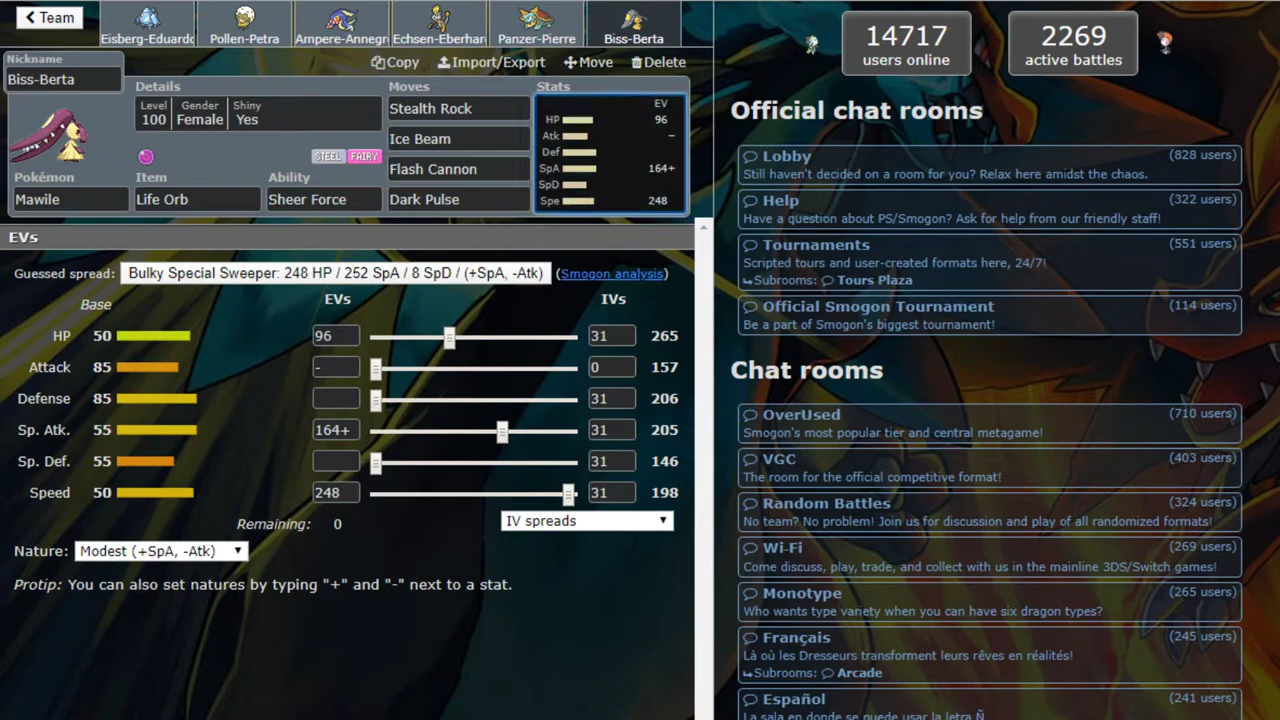 Team
Eisberg-Eduardo
Pollen-Petra
Ampere-Annegr
Echsen-Eberhar
Panzer-Pierre
Biss-Berta
Copy Import/Export Move Delete
Nickname
Biss-Berta
Details
Level Gender Shiny
100 Female Yes
STEEL FAIRY
Pokémon Item Ability
Mawile Life Orb Sheer Force
Moves
Stealth Rock
Ice Beam
Flash Cannon
Dark Pulse
Stats
EV
HP 96
Atk –
Def
SpA 164+
SpD
Spe 248
EVs
Guessed spread: Bulky Special Sweeper: 248 HP / 252 SpA / 8 SpD / (+SpA, -Atk) (Smogon analysis)
Base EVs IVs
HP 50 96 31 265
Attack 85 - 0 157
Defense 85 31 206
Sp. Atk. 55 164+ 31 205
Sp. Def. 55 31 146
Speed 50 248 31 198
Remaining: 0 IV spreads
Nature: Modest (+SpA, -Atk)
Protip: You can also set natures by typing "+" and "-" next to a stat.
14717
users online
2269
active battles
Official chat rooms
Lobby (828 users)
Still haven't decided on a room for you? Relax here amidst the chaos.
Help (322 users)
Have a question about PS/Smogon? Ask for help from our friendly staff!
Tournaments (551 users)
Scripted tours and user-created formats here, 24/7!
Subrooms: Tours Plaza
Official Smogon Tournament (114 users)
Be a part of Smogon's biggest tournament!
Chat rooms
OverUsed (710 users)
Smogon's most popular tier and central metagame!
VGC (403 users)
The room for the official competitive format!
Random Battles (324 users)
No team? No problem! Join us for discussion and play of all randomized formats!
Wi-Fi (269 users)
Come discuss, play, trade, and collect with us in the mainline 3DS/Switch games!
Monotype (265 users)
Who wants type variety when you can have six dragon types?
Français (245 users)
Là où les Dresseurs transforment leurs rêves en réalités!
Subrooms: Arcade
Español (241 users)
La sala en donde se puede usar la letra Ñ